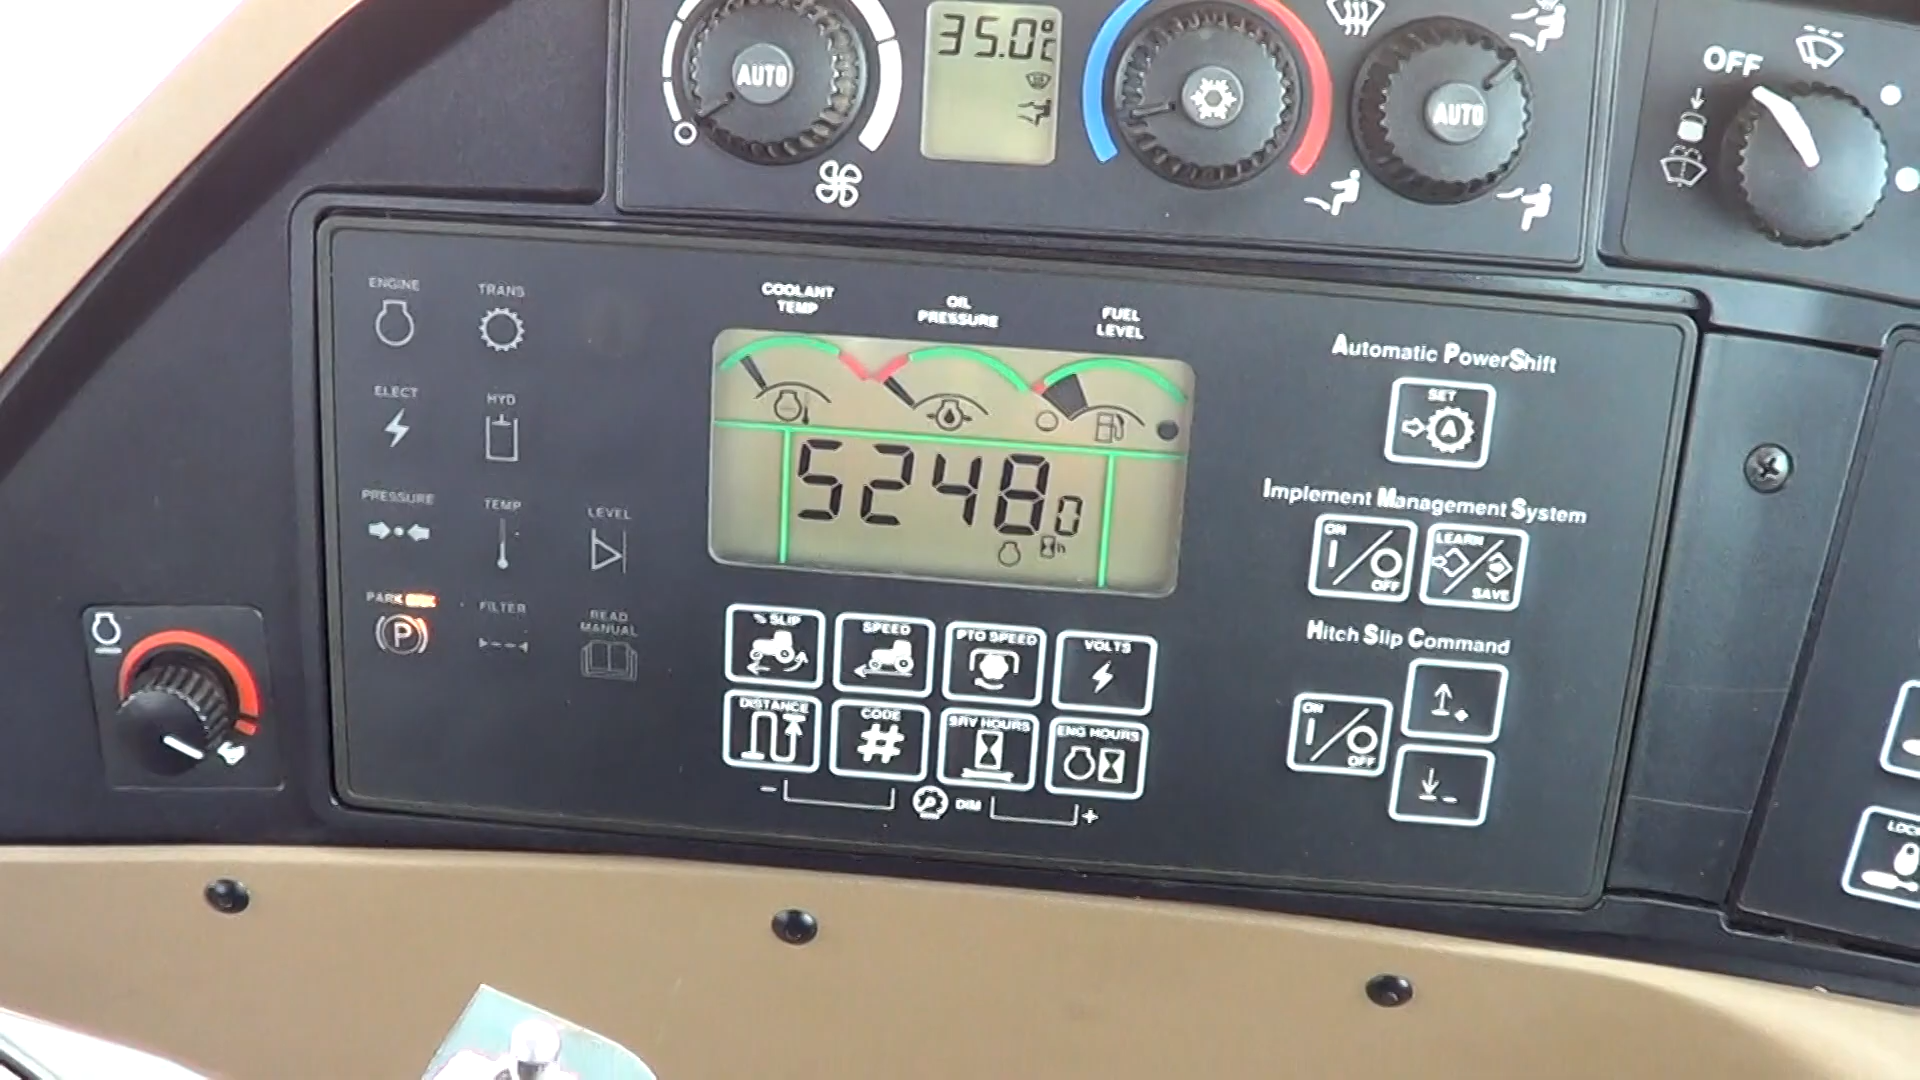 AUTO
35.0°C
AUTO
OFF
ENGINE
TRANS
COOLANT
TEMP
OIL
PRESSURE
FUEL
LEVEL
Automatic PowerShift
SET
A
ELECT
HYD
52480
h
PRESSURE
TEMP
LEVEL
Implement Management System
ON
OFF
LEARN
SAVE
PARK
P
FILTER
READ
MANUAL
% SLIP
SPEED
PTO SPEED
VOLTS
Hitch Slip Command
ON
OFF
DISTANCE
CODE
#
SRV HOURS
ENG HOURS
- DIM +
LOC